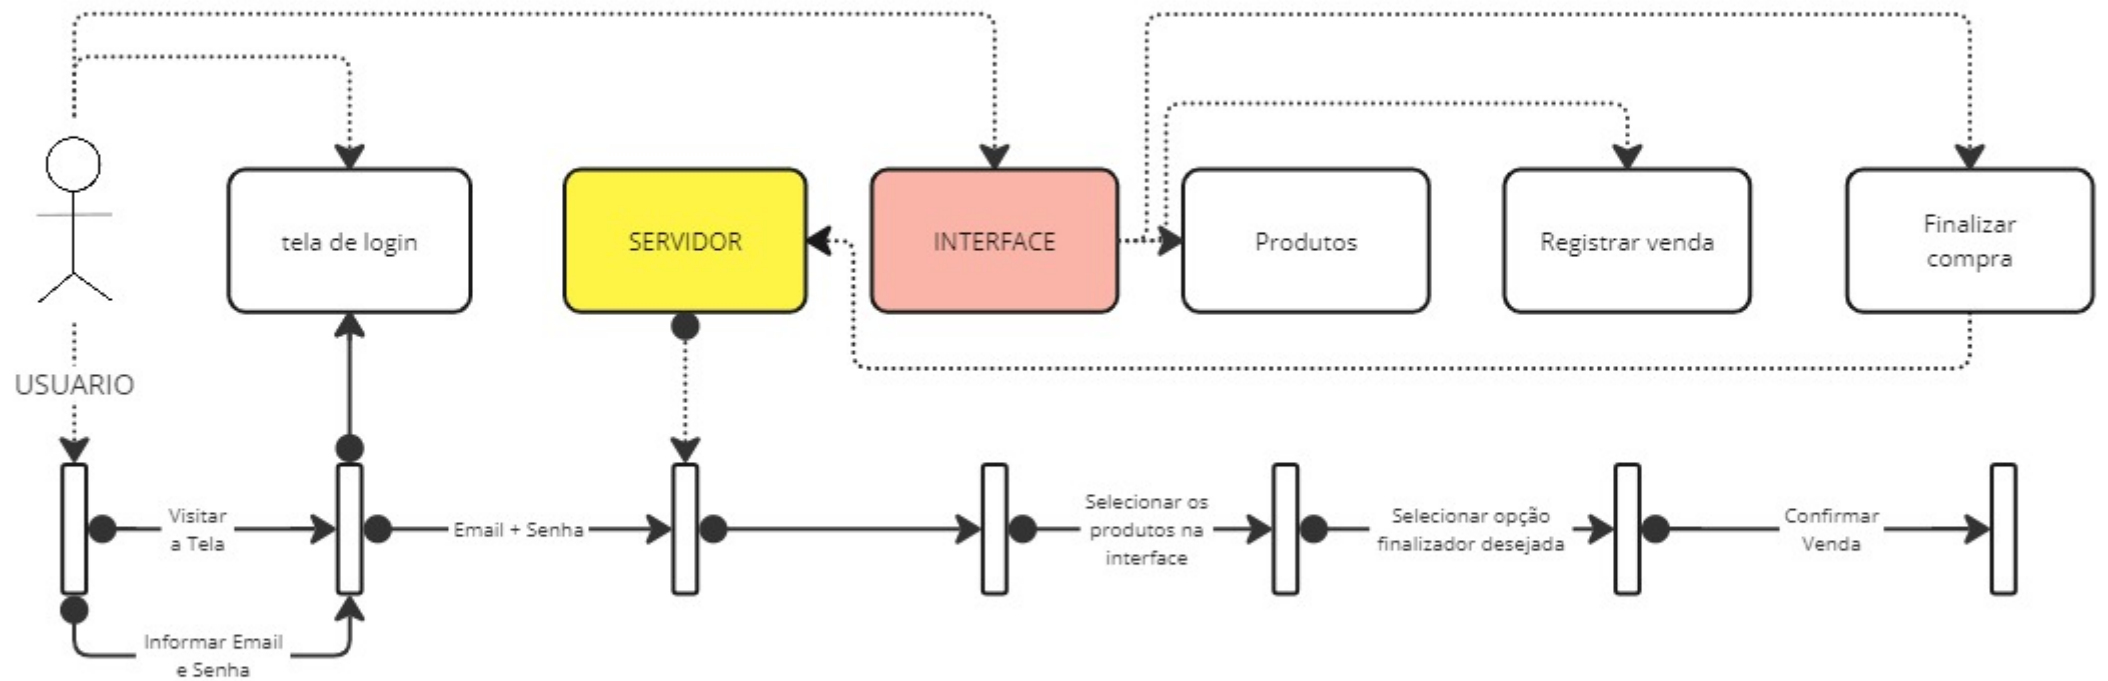 tela de login
SERVIDOR
INTERFACE
Produtos
Registrar venda
Finalizar
compra
USUARIO
Visitar
a Tela
Email + Senha
Selecionar os
produtos na
interface
Selecionar opção
finalizador desejada
Confirmar
Venda
Informar Email
e Senha